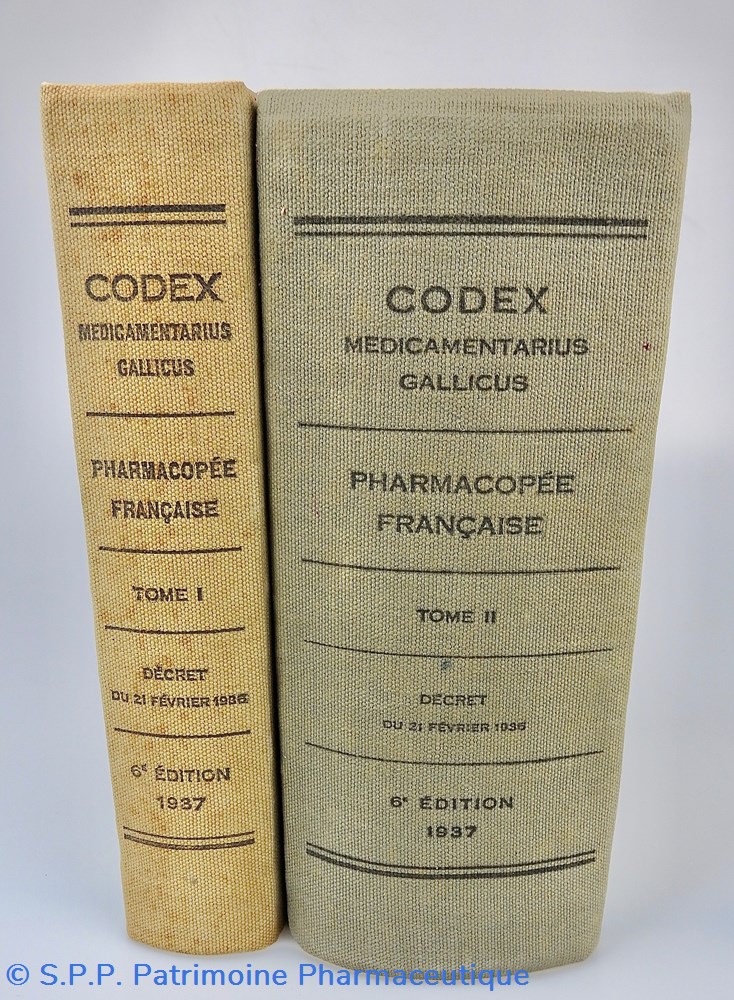 CODEX
MEDICAMENTARIUS
GALLICUS
PHARMACOPÉE
FRANÇAISE
TOME I
DÉCRET
DU 21 FÉVRIER 1936
6e ÉDITION
1937
CODEX
MEDICAMENTARIUS
GALLICUS
PHARMACOPÉE
FRANÇAISE
TOME II
DÉCRET
DU 21 FÉVRIER 1936
6e ÉDITION
1937
© S.P.P. Patrimoine Pharmaceutique